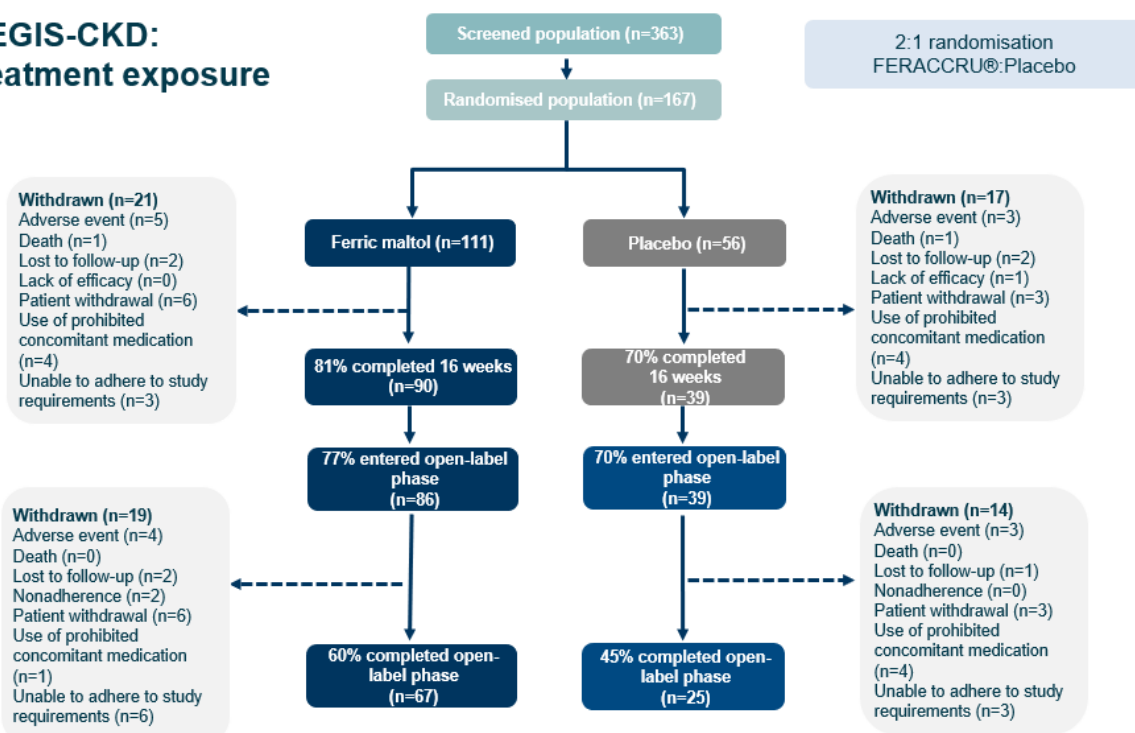 EGIS-CKD:
eatment exposure
Screened population (n=363)
2:1 randomisation
FERACCRU®:Placebo
Randomised population (n=167)
Withdrawn (n=21)
Adverse event (n=5)
Death (n=1)
Lost to follow-up (n=2)
Lack of efficacy (n=0)
Patient withdrawal (n=6)
Use of prohibited
concomitant medication
(n=4)
Unable to adhere to study
requirements (n=3)
Ferric maltol (n=111)
Placebo (n=56)
Withdrawn (n=17)
Adverse event (n=3)
Death (n=1)
Lost to follow-up (n=2)
Lack of efficacy (n=1)
Patient withdrawal (n=3)
Use of prohibited
concomitant medication
(n=4)
Unable to adhere to study
requirements (n=3)
81% completed 16 weeks
(n=90)
70% completed
16 weeks
(n=39)
77% entered open-label
phase
(n=86)
70% entered open-label
phase
(n=39)
Withdrawn (n=19)
Adverse event (n=4)
Death (n=0)
Lost to follow-up (n=2)
Nonadherence (n=2)
Patient withdrawal (n=6)
Use of prohibited
concomitant medication
(n=1)
Unable to adhere to study
requirements (n=6)
Withdrawn (n=14)
Adverse event (n=3)
Death (n=0)
Lost to follow-up (n=1)
Nonadherence (n=0)
Patient withdrawal (n=3)
Use of prohibited
concomitant medication
(n=4)
Unable to adhere to study
requirements (n=3)
60% completed open-
label phase
(n=67)
45% completed open-
label phase
(n=25)